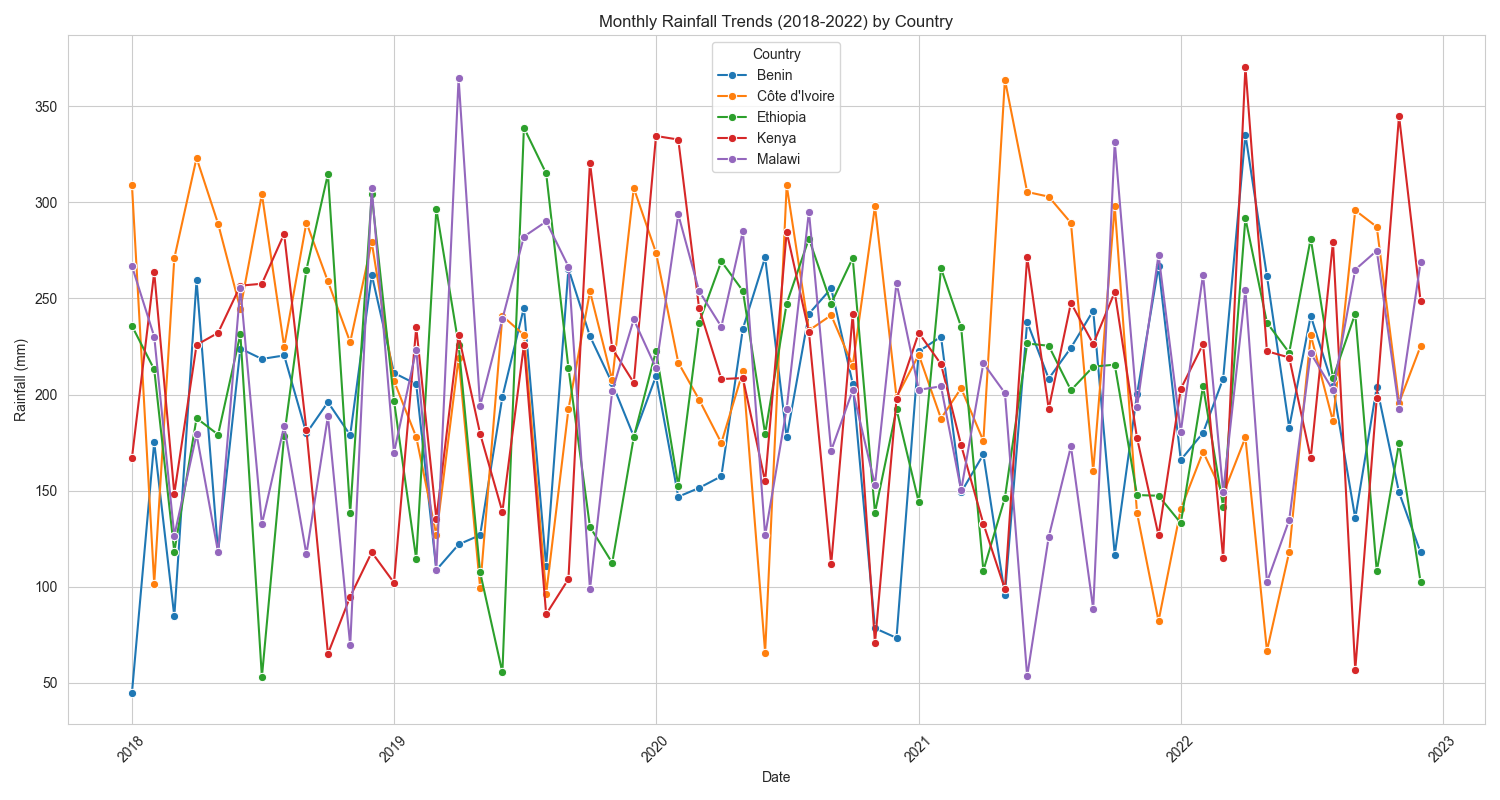 Monthly Rainfall Trends (2018-2022) by Country
Country
Benin
Côte d'Ivoire
Ethiopia
Kenya
Malawi
Rainfall (mm)
350
300
250
200
150
100
50
2018
2019
2020
2021
2022
2023
Date